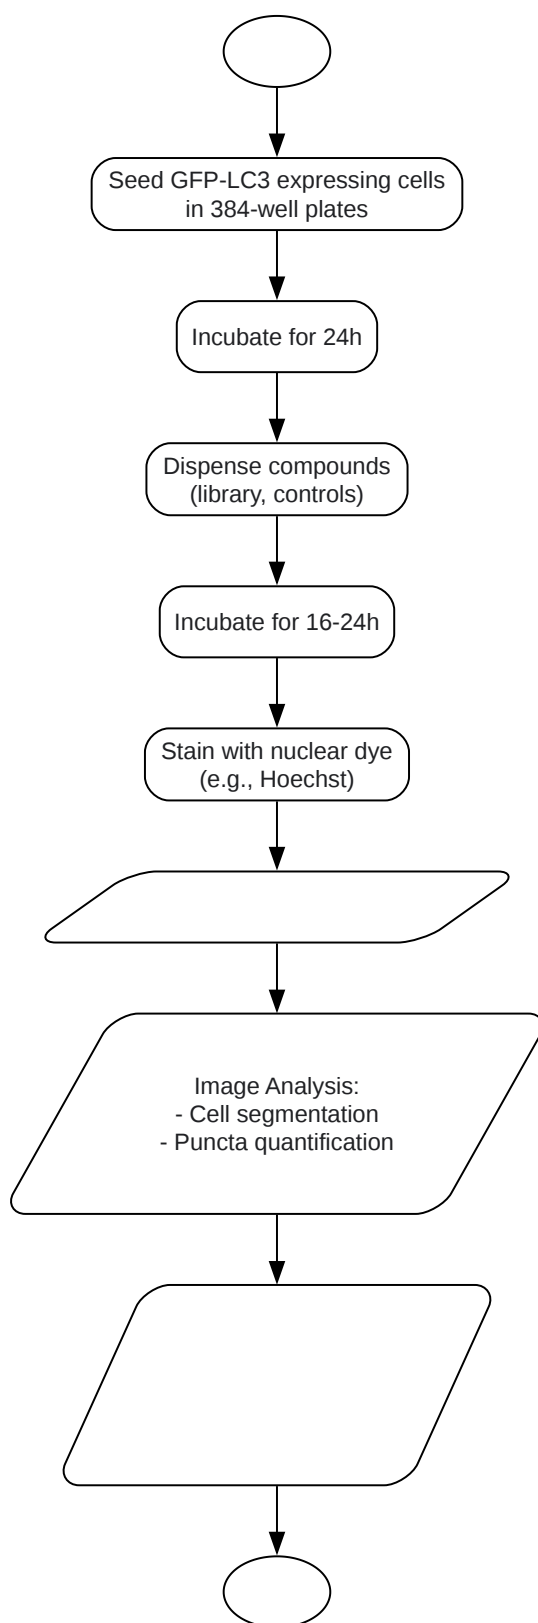 Seed GFP-LC3 expressing cells
in 384-well plates
Incubate for 24h
Dispense compounds
(library, controls)
Incubate for 16-24h
Stain with nuclear dye
(e.g., Hoechst)
Image Analysis:
- Cell segmentation
- Puncta quantification